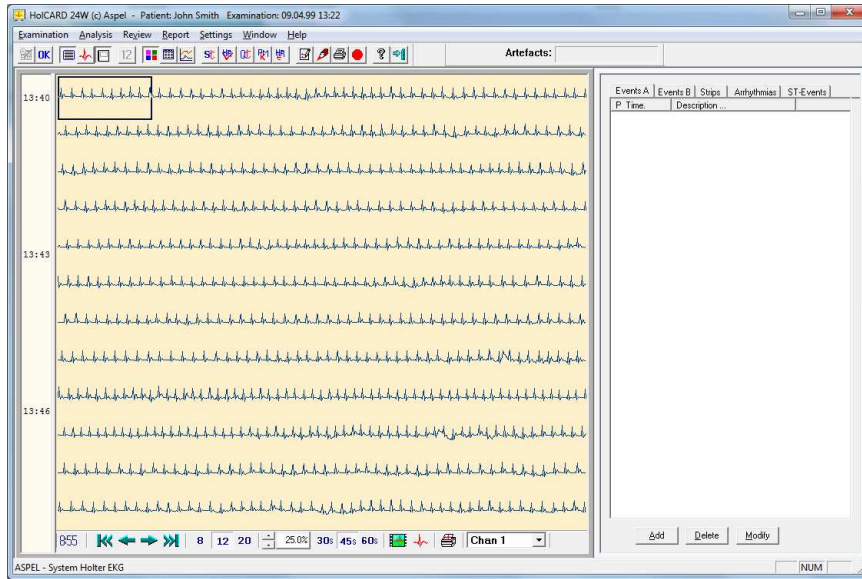 HolCARD 24W (c) Aspel - Patient: John Smith Examination: 09.04.99 13:22
Examination Analysis Review Report Settings Window Help
OK 12 St HR Artefacts:
Events A Events B Strips Arrhythmias ST-Events
P Time. Description ...
13:40
13:43
13:46
8 12 20 25.0% 30s 45s 60s Chan 1
Add Delete Modify
ASPEL - System Holter EKG NUM